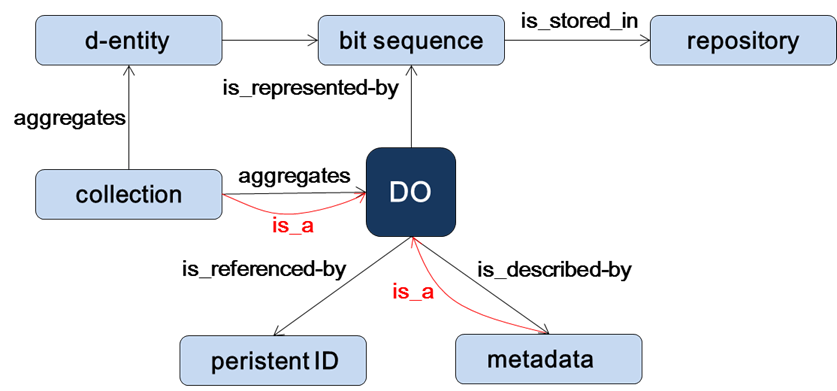 d-entity
bit sequence
is_stored_in
repository
is_represented-by
aggregates
collection
aggregates
DO
is_a
is_referenced-by
is_described-by
is_a
peristent ID
metadata